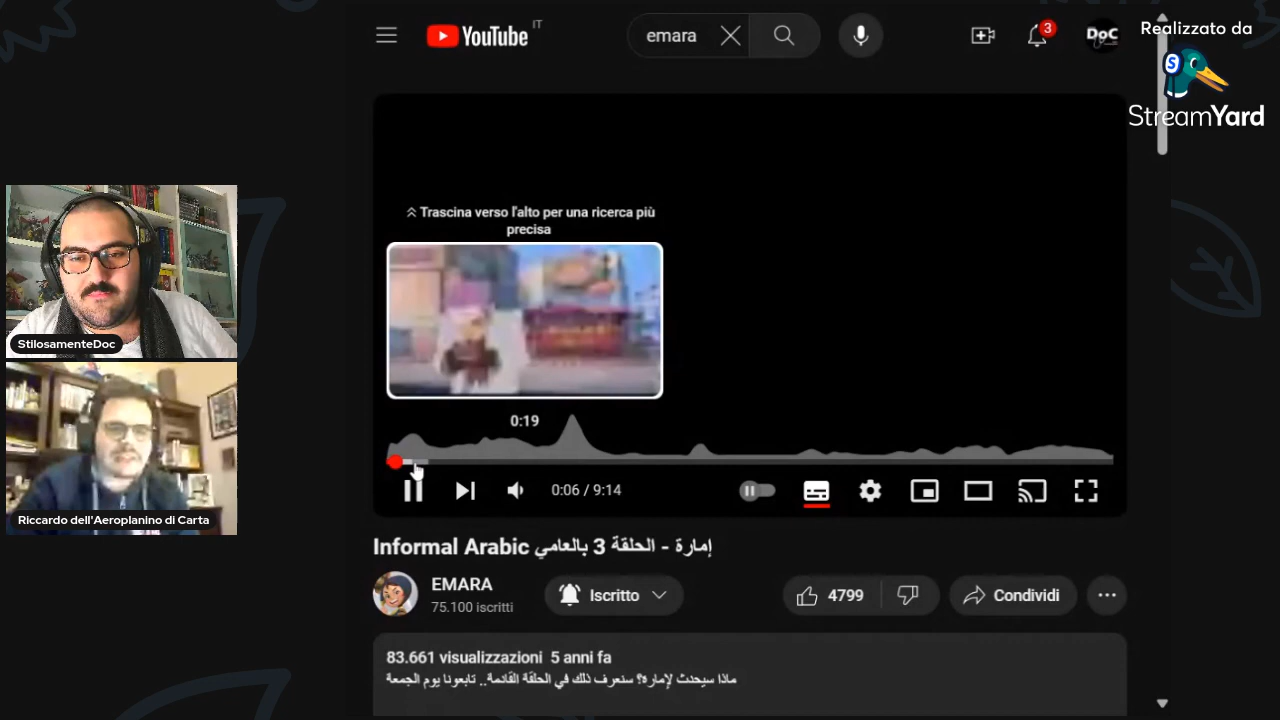 YouTube IT
emara
3
DoC
Realizzato da
StreamYard
Trascina verso l'alto per una ricerca più
precisa
0:19
0:06 / 9:14
StilosamenteDoc
Riccardo dell'Aeroplanino di Carta
إمارة - الحلقة 3 بالعامي Informal Arabic
EMARA
75.100 iscritti
Iscritto
4799
Condividi
83.661 visualizzazioni 5 anni fa
ماذا سيحدث لإمارة؟ سنعرف ذلك في الحلقة القادمة.. تابعونا يوم الجمعة